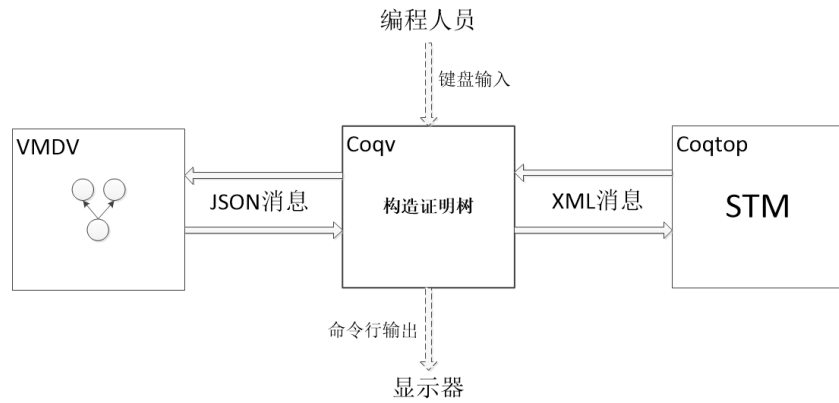 编程人员
键盘输入
VMDV
Coqv
Coqtop
JSON消息
构造证明树
XML消息
STM
命令行输出
显示器